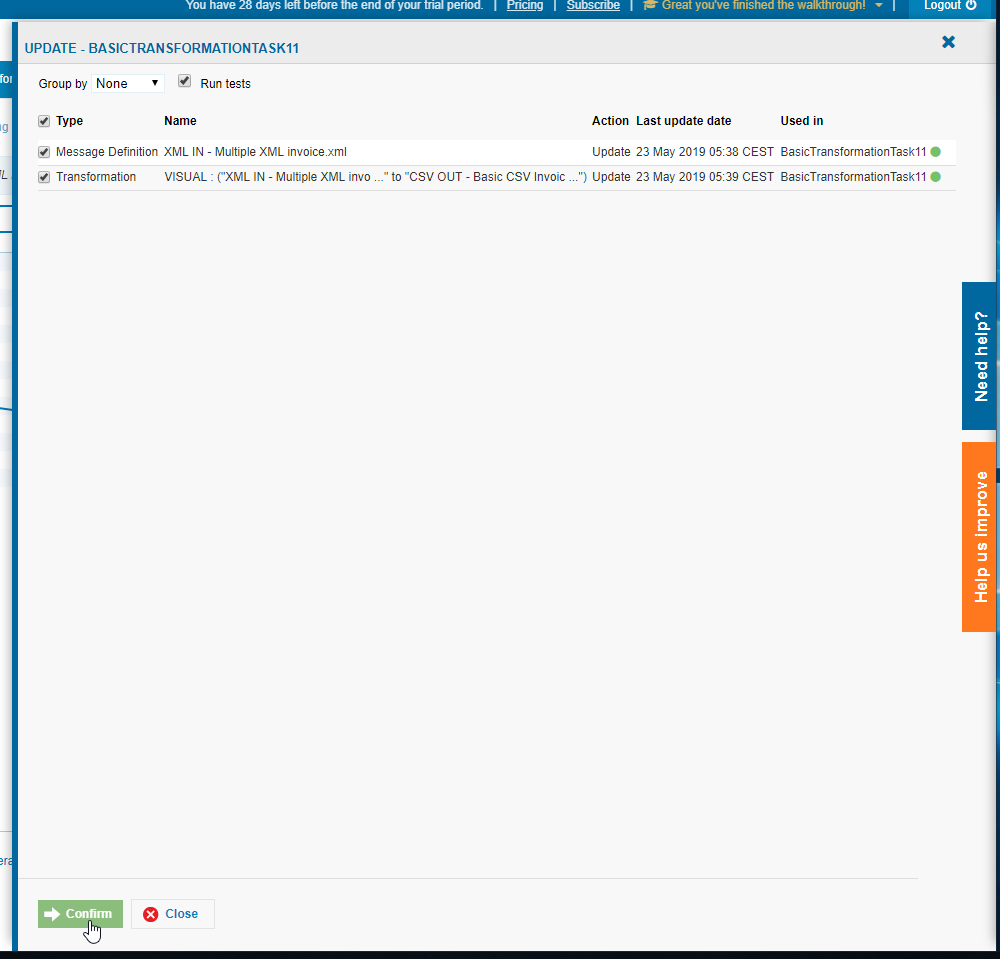 You have 28 days left before the end of your trial period. | Pricing | Subscribe | Great you've finished the walkthrough! | Logout
UPDATE - BASICTRANSFORMATIONTASK11
Group by None Run tests
Type Name Action Last update date Used in
Message Definition XML IN - Multiple XML invoice.xml Update 23 May 2019 05:38 CEST BasicTransformationTask11
Transformation VISUAL : ("XML IN - Multiple XML invo ..." to "CSV OUT - Basic CSV Invoic ...") Update 23 May 2019 05:39 CEST BasicTransformationTask11
Need help?
Help us improve
Confirm Close